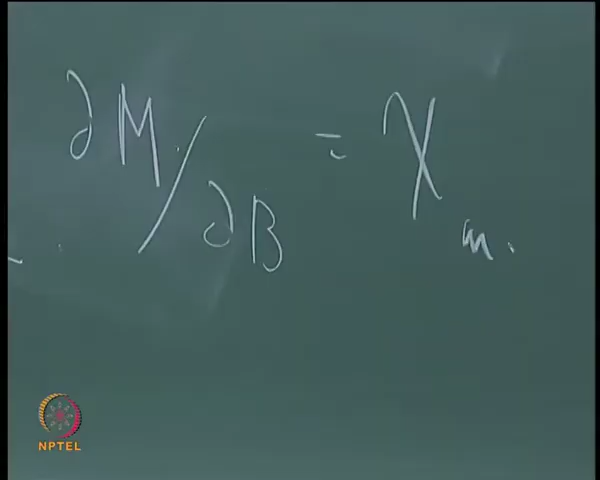 ∂M/∂B = χm.
NPTEL